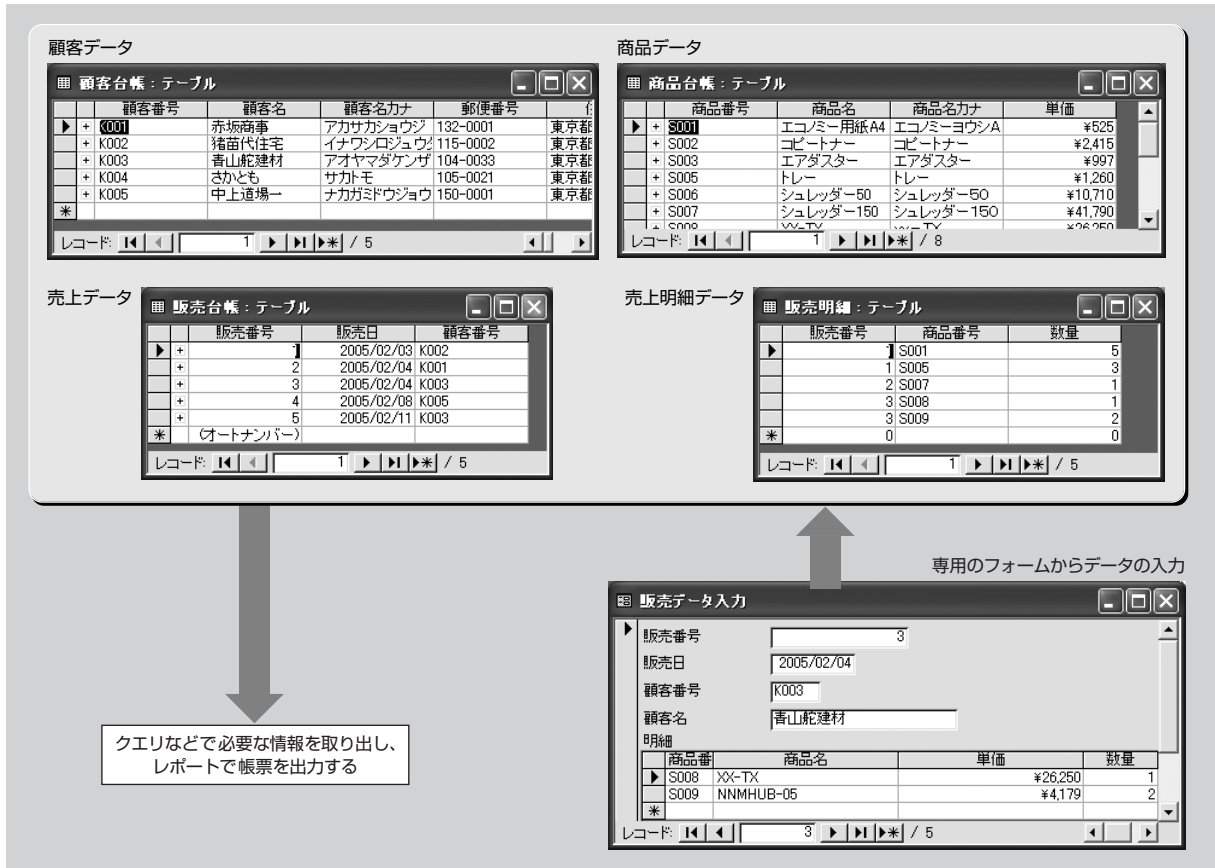 顧客データ
顧客台帳：テーブル
顧客番号 顧客名 顧客名カナ 郵便番号
K001 赤坂商事 アカサカショウジ 132-0001 東京都
K002 猪苗代住宅 イナワシロジュウ 115-0002 東京都
K003 青山舵建材 アオヤマダケンザ 104-0033 東京都
K004 さかとも サカトモ 105-0021 東京都
K005 中上道場一 ナカガミドウジョウ 150-0001 東京都
レコード: 1 / 5
商品データ
商品台帳：テーブル
商品番号 商品名 商品名カナ 単価
S001 エコノミー用紙A4 エコノミーヨウシA ¥525
S002 コピートナー コピートナー ¥2,415
S003 エアダスター エアダスター ¥997
S005 トレー トレー ¥1,260
S006 シュレッダー50 シュレッダー50 ¥10,710
S007 シュレッダー150 シュレッダー150 ¥41,790
S008 XX-TX XX-TX ¥26,250
レコード: 1 / 8
売上データ
販売台帳：テーブル
販売番号 販売日 顧客番号
1 2005/02/03 K002
2 2005/02/04 K001
3 2005/02/04 K003
4 2005/02/08 K005
5 2005/02/11 K003
(オートナンバー)
レコード: 1 / 5
売上明細データ
販売明細：テーブル
販売番号 商品番号 数量
1 S001 5
1 S005 3
2 S007 1
3 S008 1
3 S009 2
0 0
レコード: 1 / 5
専用のフォームからデータの入力
販売データ入力
販売番号 3
販売日 2005/02/04
顧客番号 K003
顧客名 青山舵建材
明細
商品番 商品名 単価 数量
S008 XX-TX ¥26,250 1
S009 NNMHUB-05 ¥4,179 2
レコード: 3 / 5
クエリなどで必要な情報を取り出し、
レポートで帳票を出力する